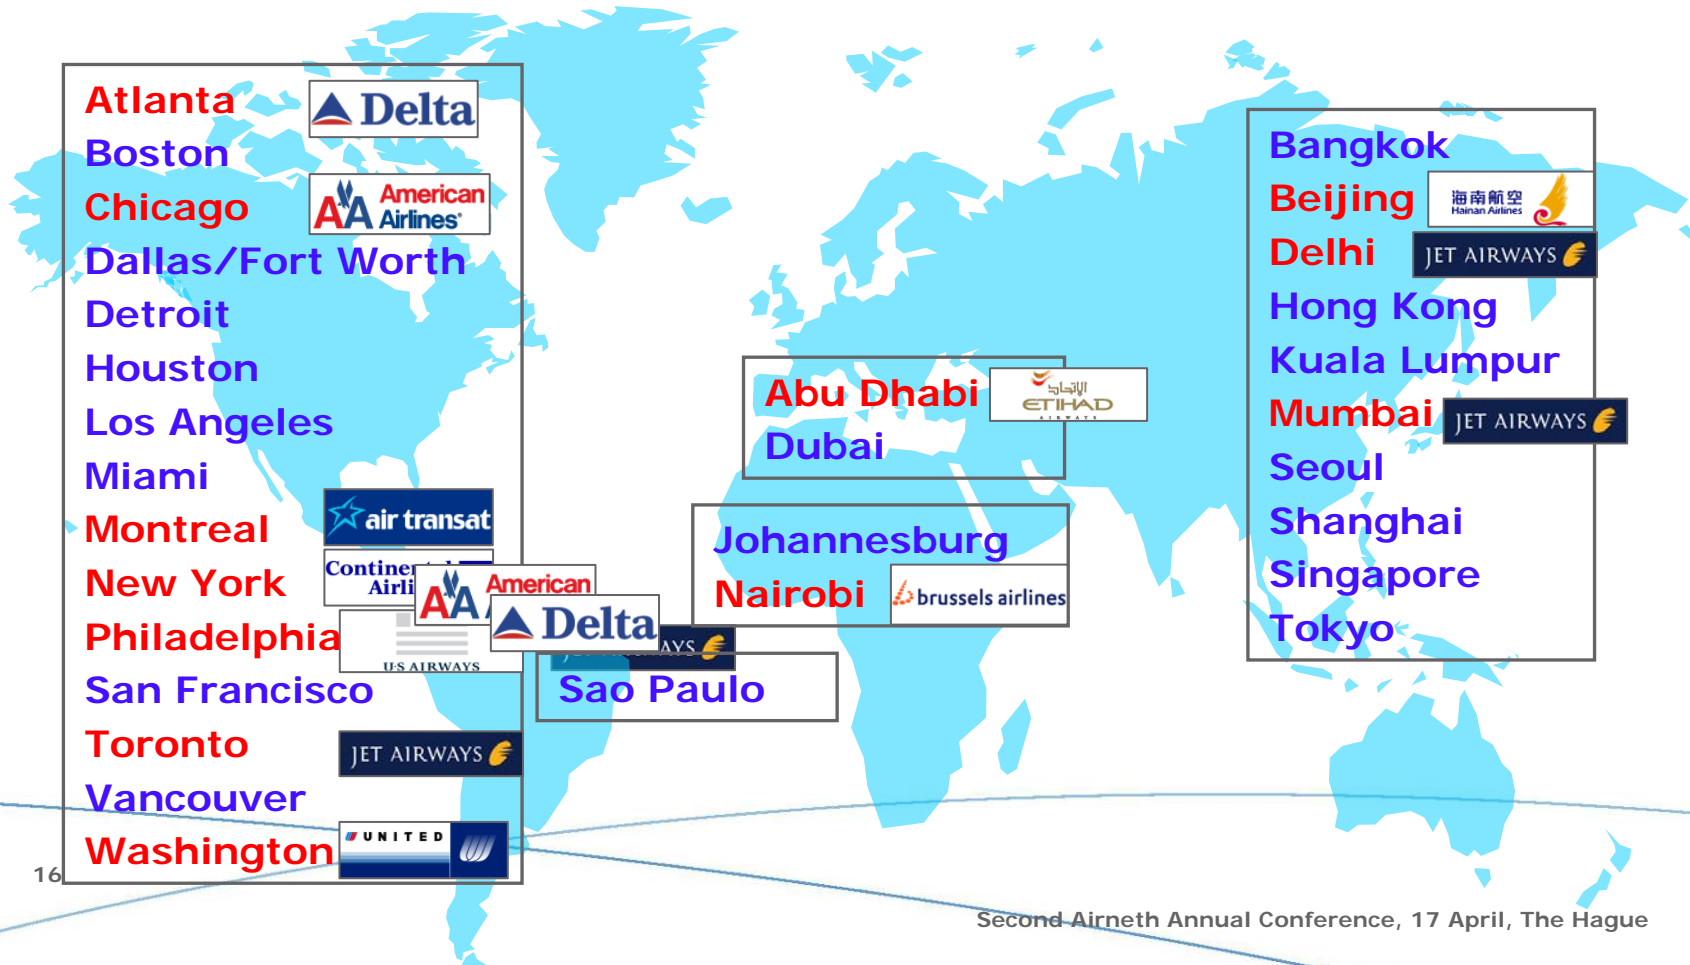 Atlanta
Delta
Boston
Chicago
American
Airlines
Dallas/Fort Worth
Detroit
Houston
Los Angeles
Miami
Montreal
air transat
New York
American
Delta
Philadelphia
U·S AIRWAYS
San Francisco
Toronto
JET AIRWAYS
Vancouver
Washington
UNITED
Sao Paulo
Abu Dhabi
الإتحاد
ETIHAD
AIRWAYS
Dubai
Johannesburg
Nairobi
brussels airlines
Bangkok
Beijing
海南航空
Hainan Airlines
Delhi
JET AIRWAYS
Hong Kong
Kuala Lumpur
Mumbai
JET AIRWAYS
Seoul
Shanghai
Singapore
Tokyo
16
Second Airneth Annual Conference, 17 April, The Hague